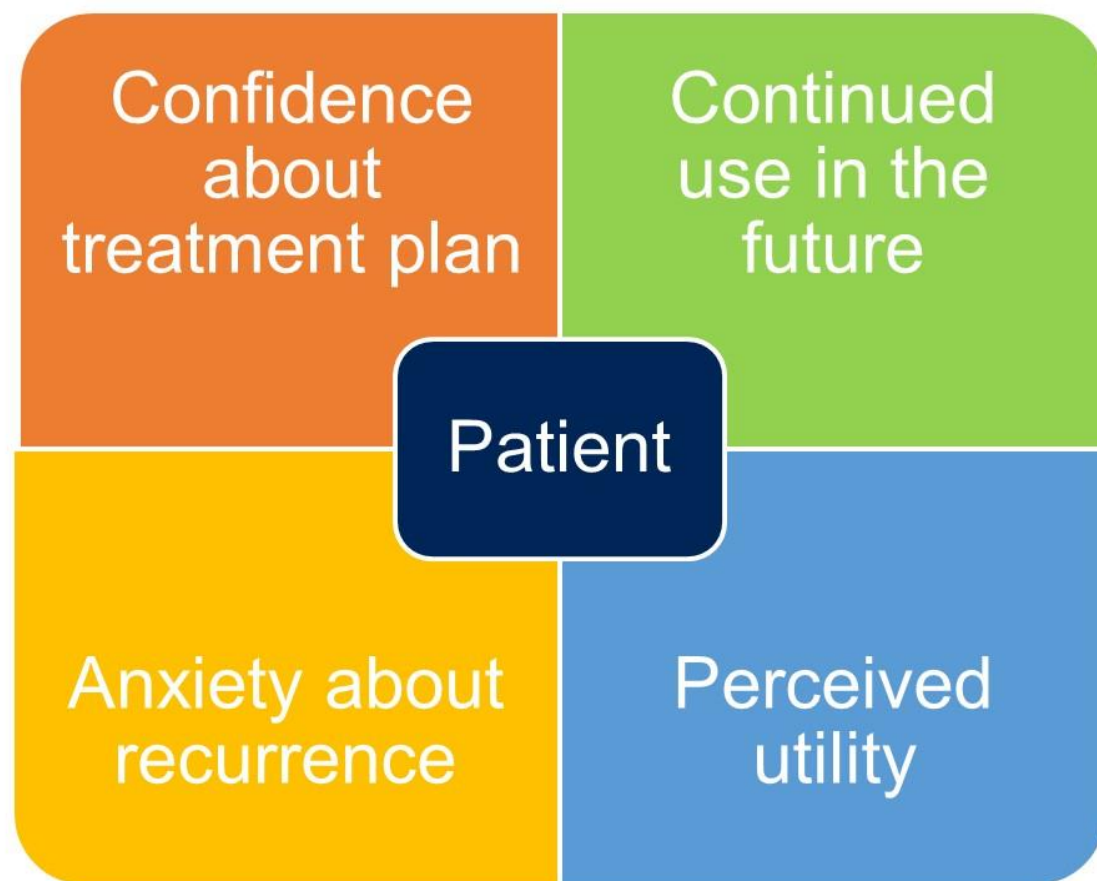 Confidence
about
treatment plan
Continued
use in the
future
Patient
Anxiety about
recurrence
Perceived
utility